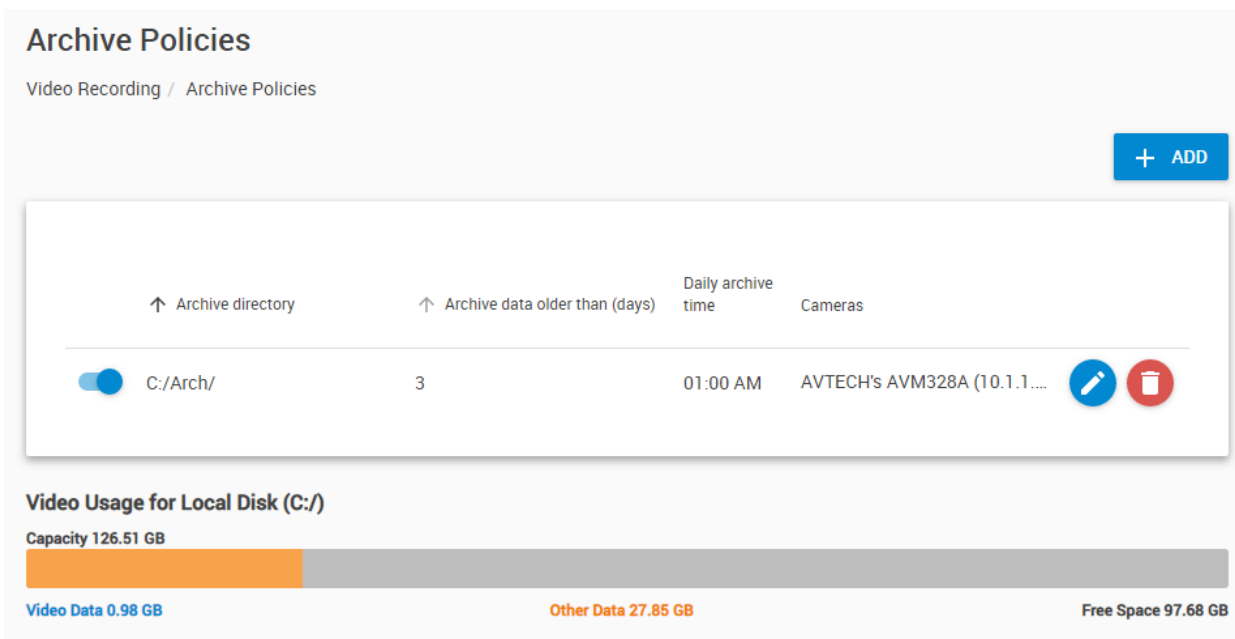 Archive Policies
Video Recording / Archive Policies
+ ADD
Archive directory
Archive data older than (days)
Daily archive
time
Cameras
C:/Arch/
3
01:00 AM
AVTECH's AVM328A (10.1.1....
Video Usage for Local Disk (C:/)
Capacity 126.51 GB
Video Data 0.98 GB
Other Data 27.85 GB
Free Space 97.68 GB